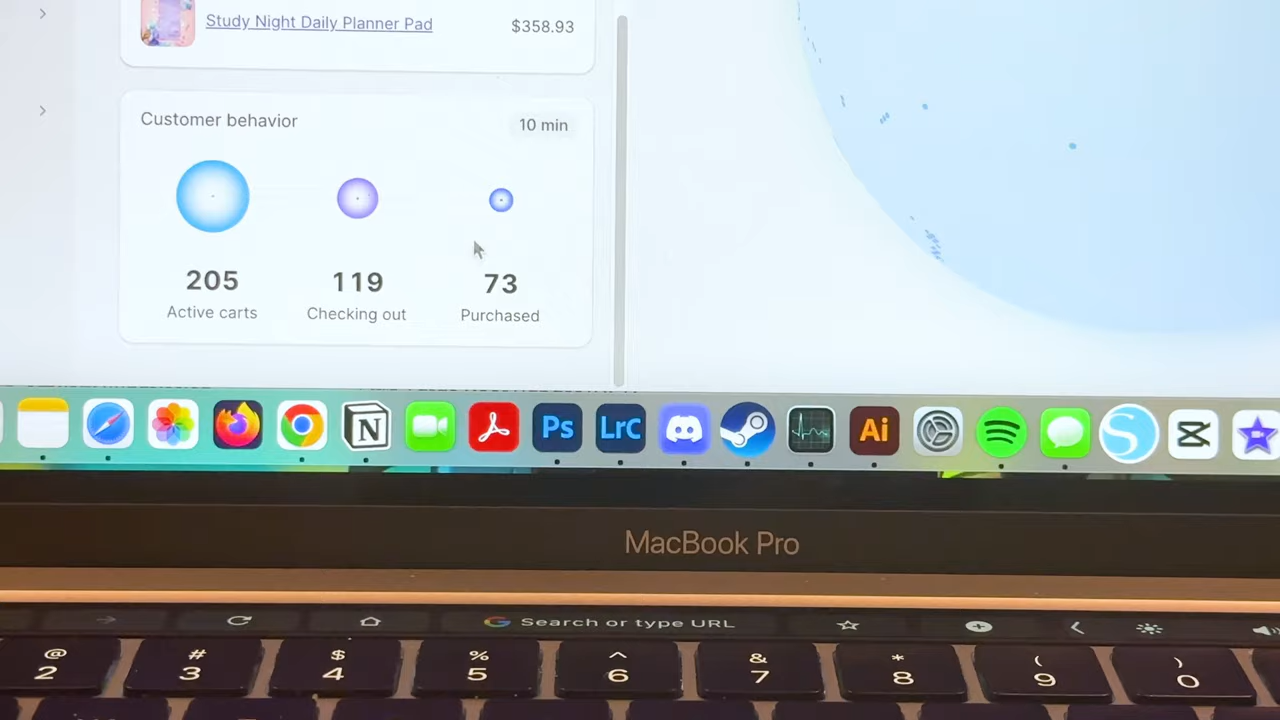 Study Night Daily Planner Pad $358.93
Customer behavior 10 min
205 119 73
Active carts Checking out Purchased
N Ps LrC Ai
MacBook Pro
Search or type URL
@ # $ % ^ & * ( )
2 3 4 5 6 7 8 9 0